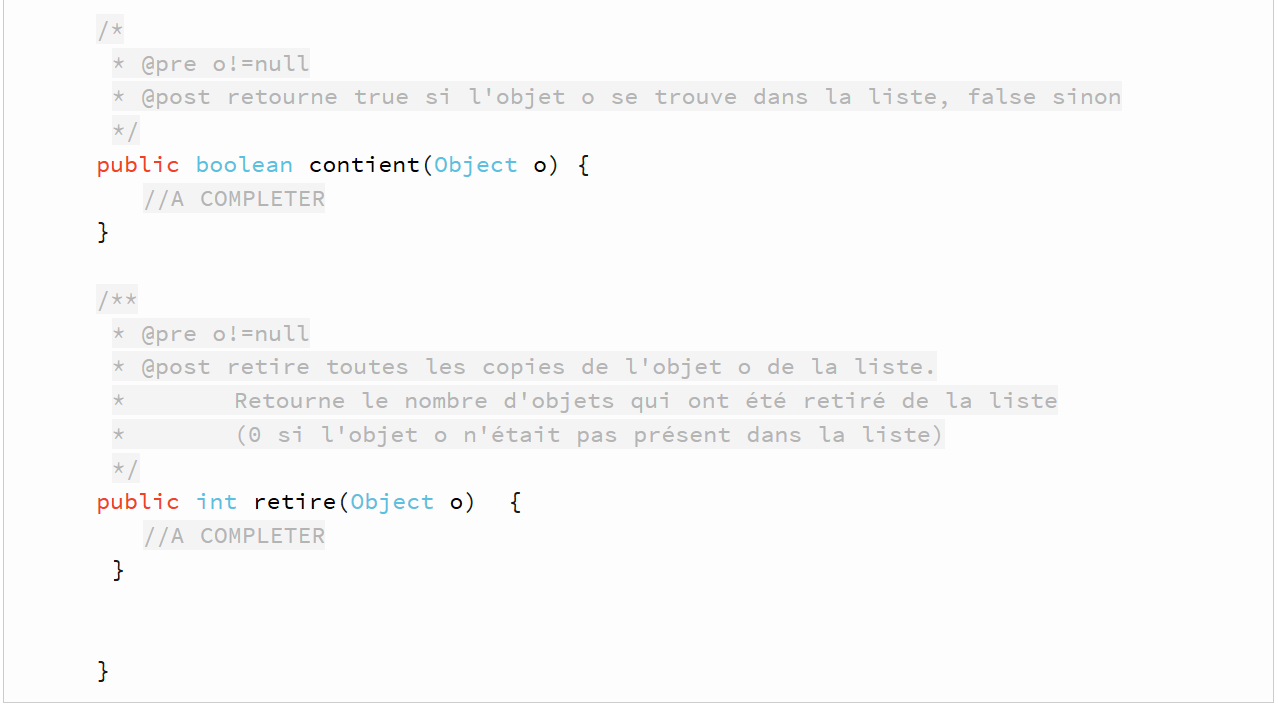 /*
* @pre o!=null
* @post retourne true si l'objet o se trouve dans la liste, false sinon
*/
public boolean contient(Object o) {
//A COMPLETER
}
/**
* @pre o!=null
* @post retire toutes les copies de l'objet o de la liste.
* Retourne le nombre d'objets qui ont été retiré de la liste
* (0 si l'objet o n'était pas présent dans la liste)
*/
public int retire(Object o) {
//A COMPLETER
}
}